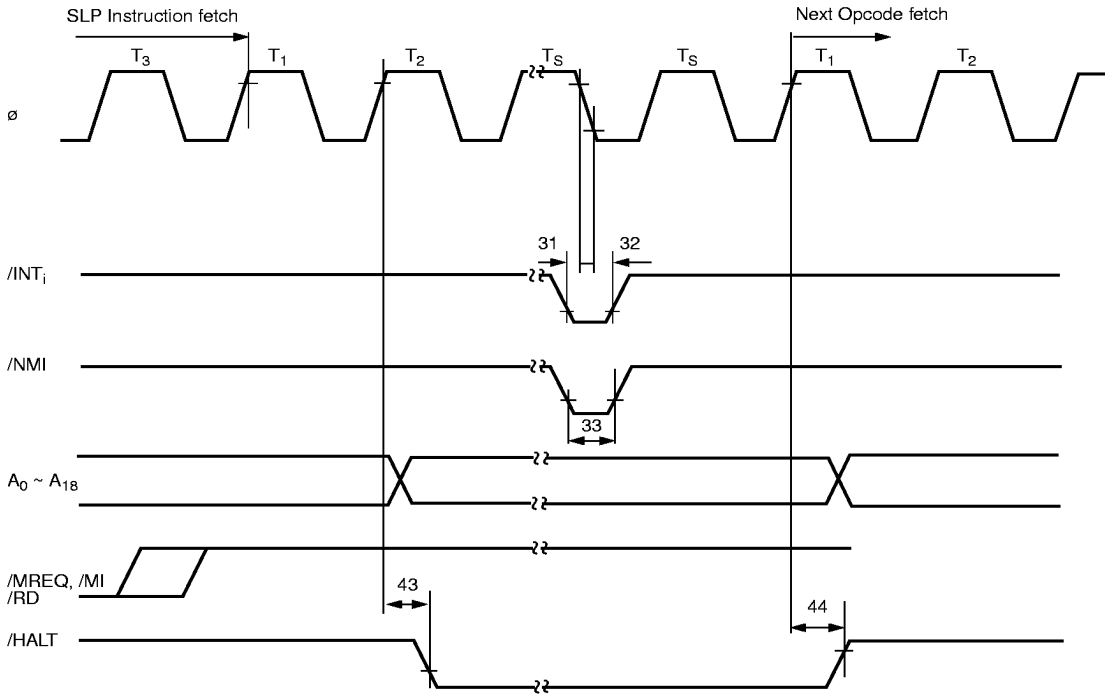 SLP Instruction fetch
Next Opcode fetch
T3 T1 T2 TS TS T1 T2
ø
31 32
/INTi
/NMI
33
A0 ~ A18
/MREQ, /MI
/RD
43
44
/HALT